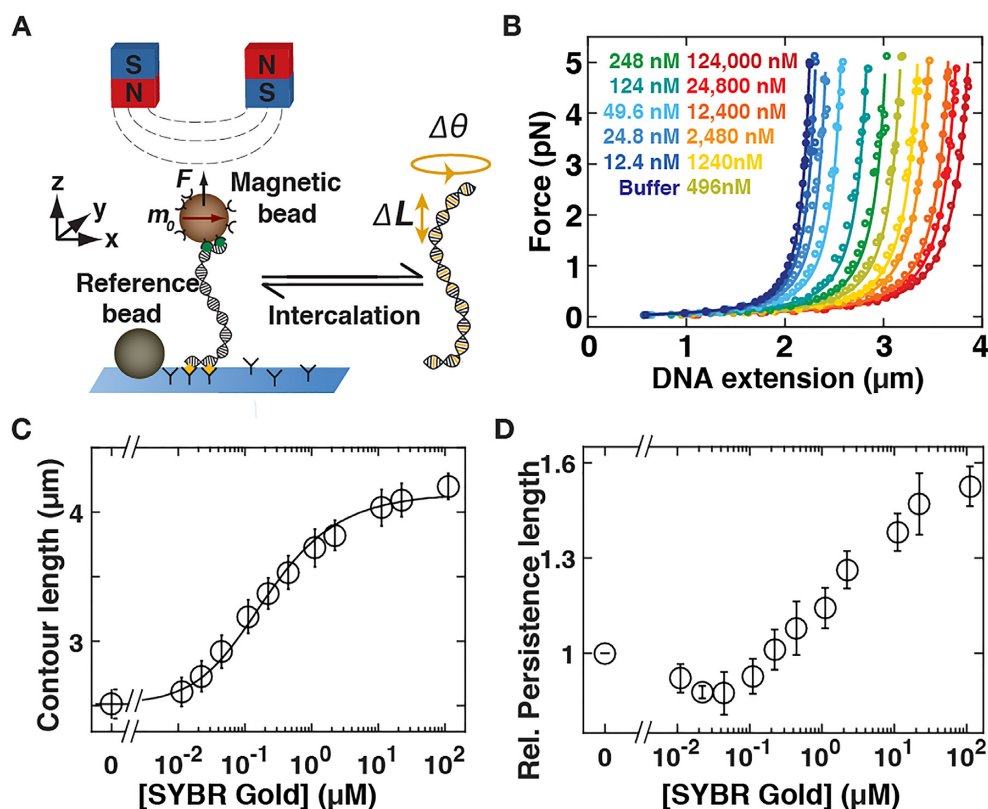 A
S
N
N
S
Δθ
F
Magnetic
bead
m₀
z
y
x
ΔL
Reference
bead
Intercalation
B
Force (pN)
5
4
3
2
1
0
248 nM 124,000 nM
124 nM 24,800 nM
49.6 nM 12,400 nM
24.8 nM 2,480 nM
12.4 nM 1240nM
Buffer 496nM
0 1 2 3 4
DNA extension (μm)
C
Contour length (μm)
4
3
0 10⁻² 10⁻¹ 10⁰ 10¹ 10²
[SYBR Gold] (μM)
D
Rel. Persistence length
1.6
1.3
1
0 10⁻² 10⁻¹ 10⁰ 10¹ 10²
[SYBR Gold] (μM)